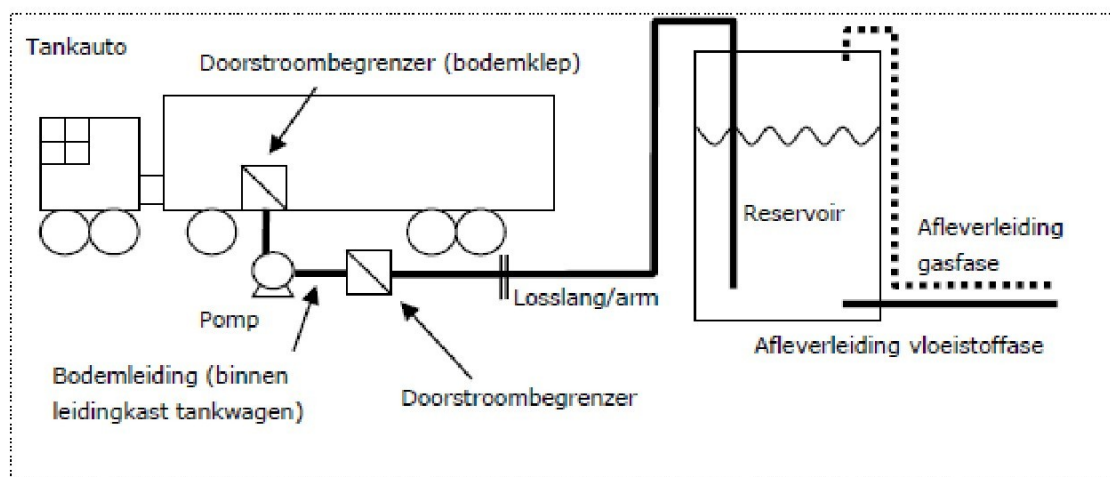 Tankauto
Doorstroombegrenzer (bodemklep)
Reservoir
Afleverleiding
gasfase
Losslang/arm
Pomp
Afleverleiding vloeistoffase
Bodemleiding (binnen
leidingkast tankwagen)
Doorstroombegrenzer